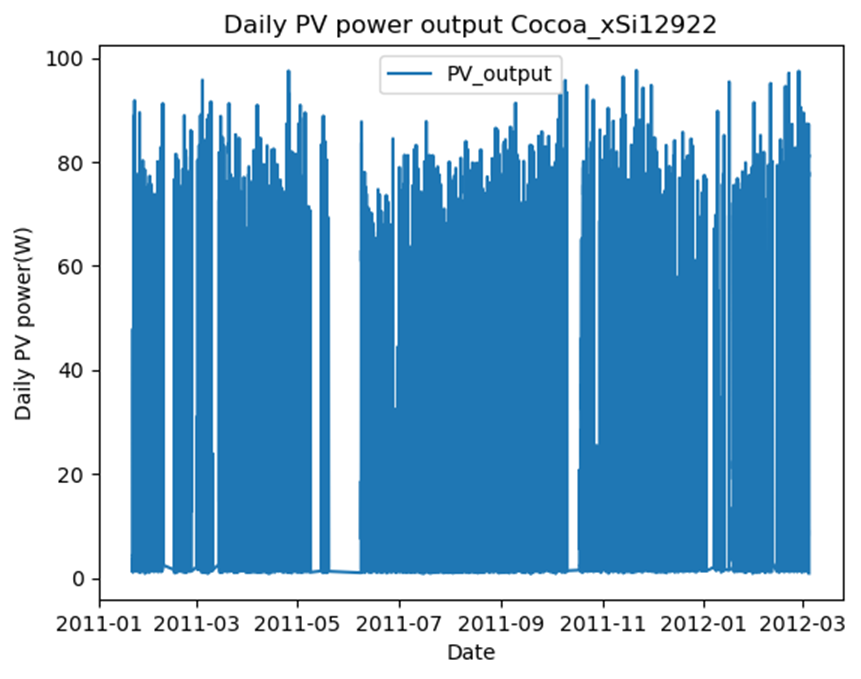 Daily PV power output Cocoa_xSi12922
PV_output
Daily PV power(W)
100
80
60
40
20
0
2011-01 2011-03 2011-05 2011-07 2011-09 2011-11 2012-01 2012-03
Date